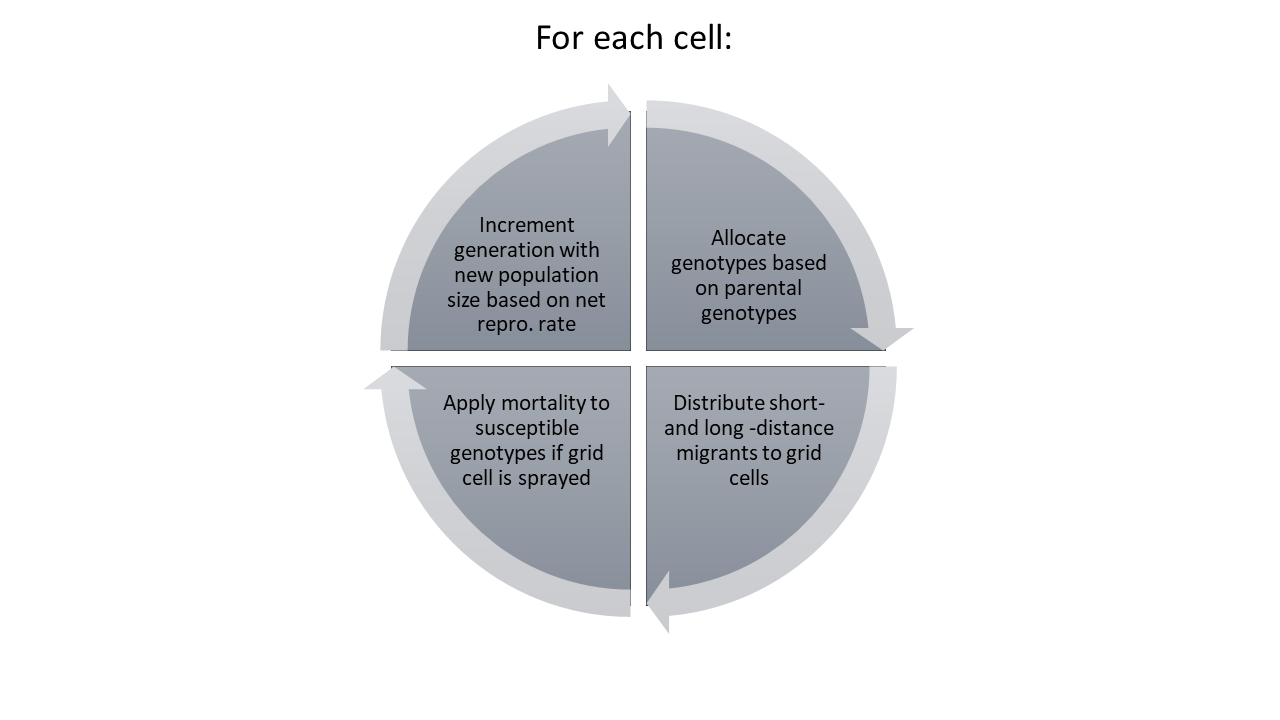 For each cell:
Increment
generation with
new population
size based on net
repro. rate
Allocate
genotypes based
on parental
genotypes
Apply mortality to
susceptible
genotypes if grid
cell is sprayed
Distribute short-
and long -distance
migrants to grid
cells